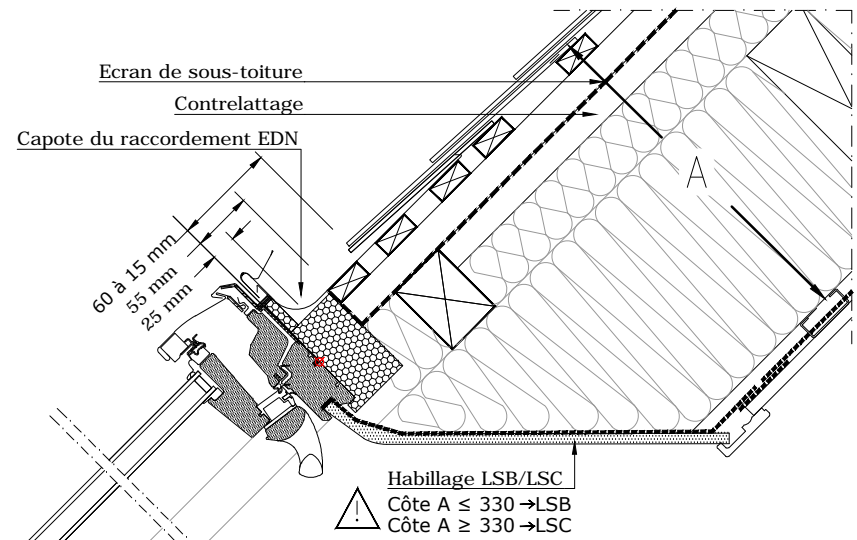 Ecran de sous-toiture
Contrelattage
Capote du raccordement EDN
A
60 à 15 mm
55 mm
25 mm
Habillage LSB/LSC
! Côte A ≤ 330 →LSB
Côte A ≥ 330 →LSC